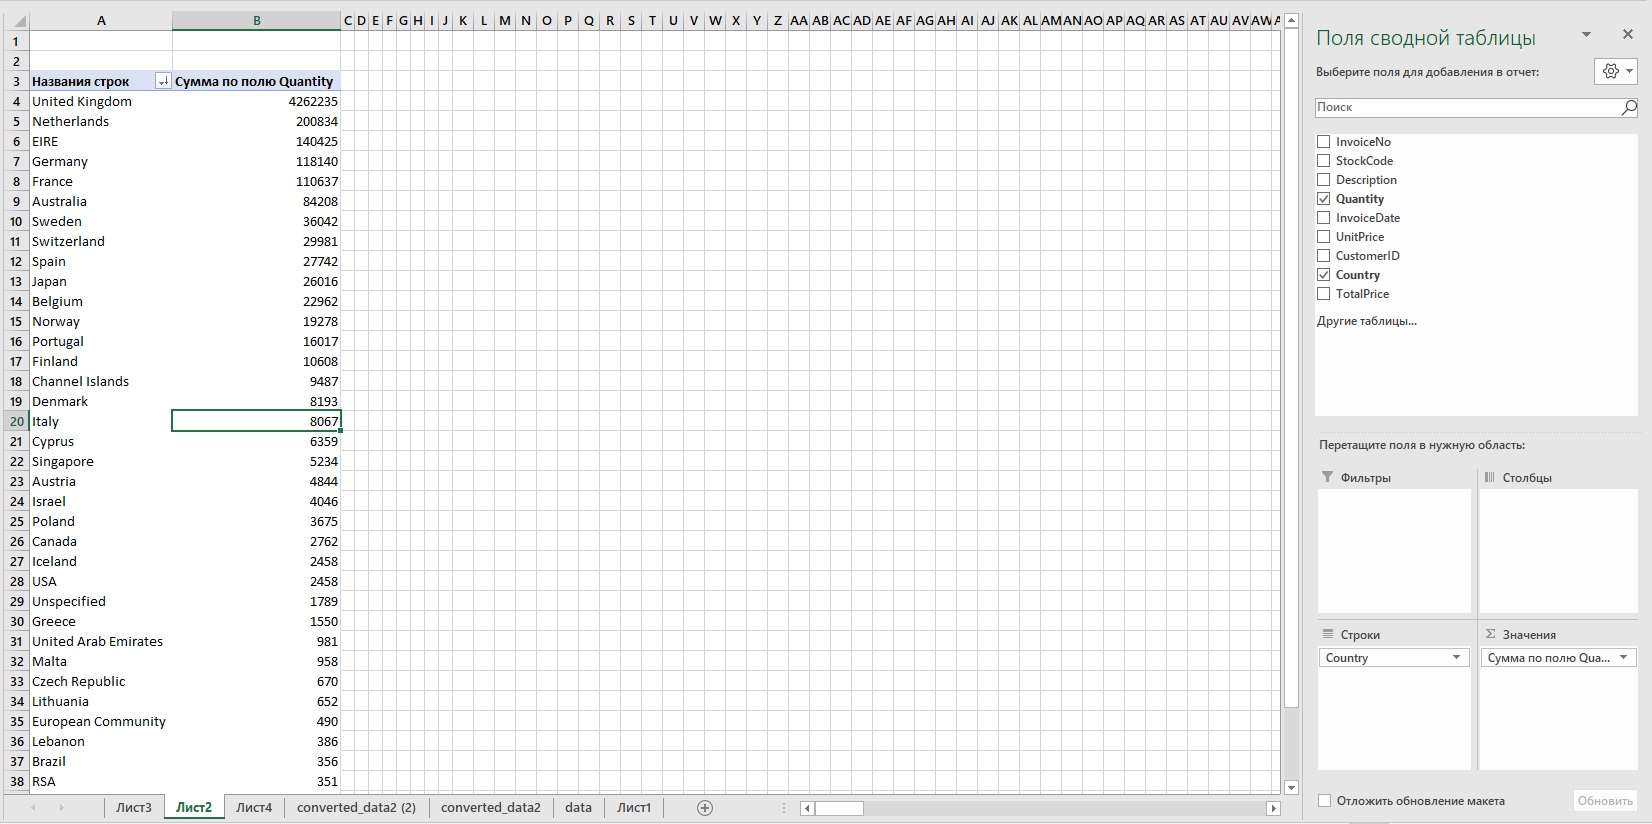 A B C D E F G H I J K L M N O P Q R S T U V W X Y Z AA AB AC AD AE AF AG AH AI AJ AK AL AM AN AO AP AQ AR AS AT AU AV AW A
1
2
3 Названия строк Сумма по полю Quantity
4 United Kingdom 4262235
5 Netherlands 200834
6 EIRE 140425
7 Germany 118140
8 France 110637
9 Australia 84208
10 Sweden 36042
11 Switzerland 29981
12 Spain 27742
13 Japan 26016
14 Belgium 22962
15 Norway 19278
16 Portugal 16017
17 Finland 10608
18 Channel Islands 9487
19 Denmark 8193
20 Italy 8067
21 Cyprus 6359
22 Singapore 5234
23 Austria 4844
24 Israel 4046
25 Poland 3675
26 Canada 2762
27 Iceland 2458
28 USA 2458
29 Unspecified 1789
30 Greece 1550
31 United Arab Emirates 981
32 Malta 958
33 Czech Republic 670
34 Lithuania 652
35 European Community 490
36 Lebanon 386
37 Brazil 356
38 RSA 351
Лист3 Лист2 Лист4 converted_data2 (2) converted_data2 data Лист1
Поля сводной таблицы
Выберите поля для добавления в отчет:
Поиск
InvoiceNo
StockCode
Description
Quantity
InvoiceDate
UnitPrice
CustomerID
Country
TotalPrice
Другие таблицы...
Перетащите поля в нужную область:
Фильтры
Столбцы
Строки
Σ Значения
Country
Сумма по полю Qua...
Отложить обновление макета
Обновить